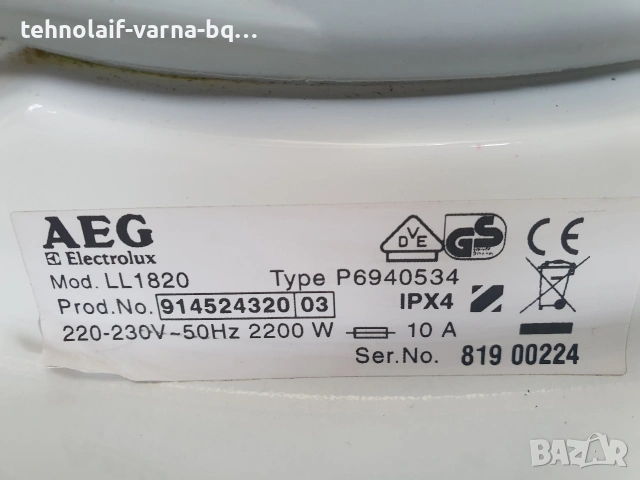 tehnolaif-varna-bq...
AEG
Electrolux
DVE
GS
CE
Mod. LL1820 Type P6940534
Prod.No. 914524320 03 IPX4
220-230V~50Hz 2200 W 10 A
Ser.No. 819 00224
BAZAR